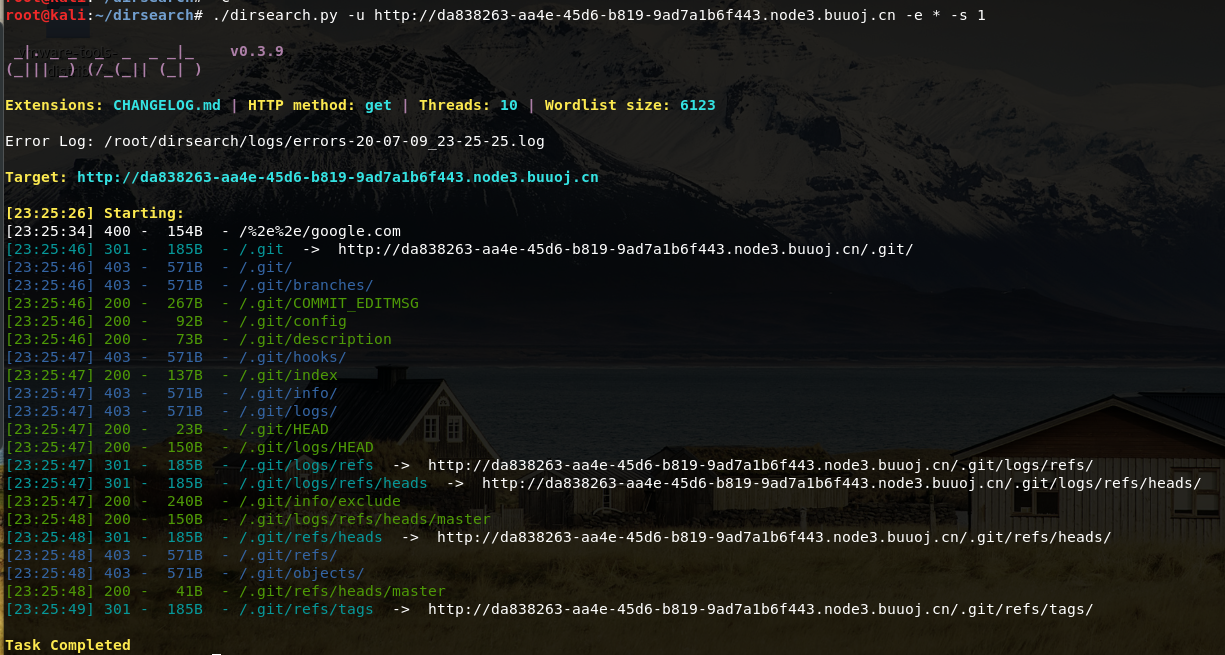 root@kali:~/dirsearch# ./dirsearch.py -u http://da838263-aa4e-45d6-b819-9ad7a1b6f443.node3.buuoj.cn -e * -s 1
_|. _ _  _  _  _ _|_    v0.3.9
(_||| _) (/_(_|| (_| )
Extensions: CHANGELOG.md | HTTP method: get | Threads: 10 | Wordlist size: 6123
Error Log: /root/dirsearch/logs/errors-20-07-09_23-25-25.log
Target: http://da838263-aa4e-45d6-b819-9ad7a1b6f443.node3.buuoj.cn
[23:25:26] Starting:
[23:25:34] 400 -  154B  - /%2e%2e/google.com
[23:25:46] 301 -  185B  - /.git  ->  http://da838263-aa4e-45d6-b819-9ad7a1b6f443.node3.buuoj.cn/.git/
[23:25:46] 403 -  571B  - /.git/
[23:25:46] 403 -  571B  - /.git/branches/
[23:25:46] 200 -  267B  - /.git/COMMIT_EDITMSG
[23:25:46] 200 -   92B  - /.git/config
[23:25:46] 200 -   73B  - /.git/description
[23:25:47] 403 -  571B  - /.git/hooks/
[23:25:47] 200 -  137B  - /.git/index
[23:25:47] 403 -  571B  - /.git/info/
[23:25:47] 403 -  571B  - /.git/logs/
[23:25:47] 200 -   23B  - /.git/HEAD
[23:25:47] 200 -  150B  - /.git/logs/HEAD
[23:25:47] 301 -  185B  - /.git/logs/refs  ->  http://da838263-aa4e-45d6-b819-9ad7a1b6f443.node3.buuoj.cn/.git/logs/refs/
[23:25:47] 301 -  185B  - /.git/logs/refs/heads  ->  http://da838263-aa4e-45d6-b819-9ad7a1b6f443.node3.buuoj.cn/.git/logs/refs/heads/
[23:25:47] 200 -  240B  - /.git/info/exclude
[23:25:48] 200 -  150B  - /.git/logs/refs/heads/master
[23:25:48] 301 -  185B  - /.git/refs/heads  ->  http://da838263-aa4e-45d6-b819-9ad7a1b6f443.node3.buuoj.cn/.git/refs/heads/
[23:25:48] 403 -  571B  - /.git/refs/
[23:25:48] 403 -  571B  - /.git/objects/
[23:25:48] 200 -   41B  - /.git/refs/heads/master
[23:25:49] 301 -  185B  - /.git/refs/tags  ->  http://da838263-aa4e-45d6-b819-9ad7a1b6f443.node3.buuoj.cn/.git/refs/tags/
Task Completed